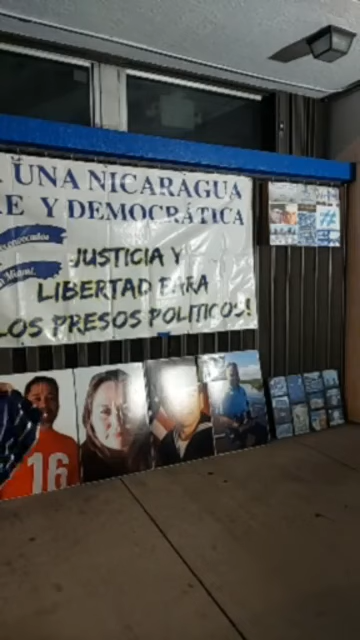 UNA NICARAGUA
E Y DEMOCRÁTICA
JUSTICIA Y
LIBERTAD PARA
LOS PRESOS POLITICOS!
#
16